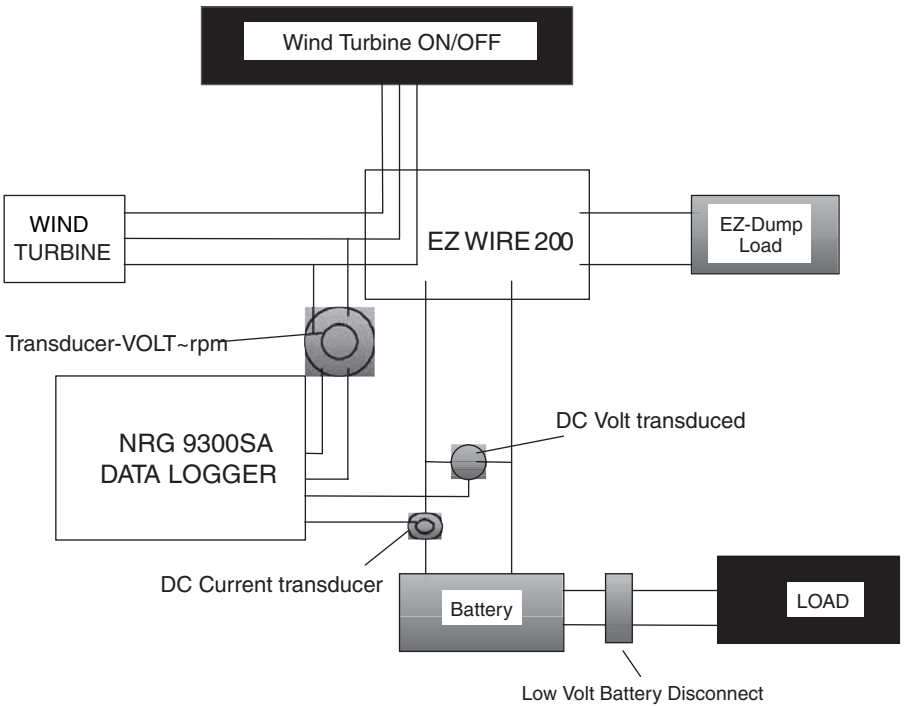 Wind Turbine ON/OFF
WIND
TURBINE
EZ WIRE 200
EZ-Dump
Load
Transducer-VOLT~rpm
NRG 9300SA
DATA LOGGER
DC Volt transduced
DC Current transducer
Battery
LOAD
Low Volt Battery Disconnect